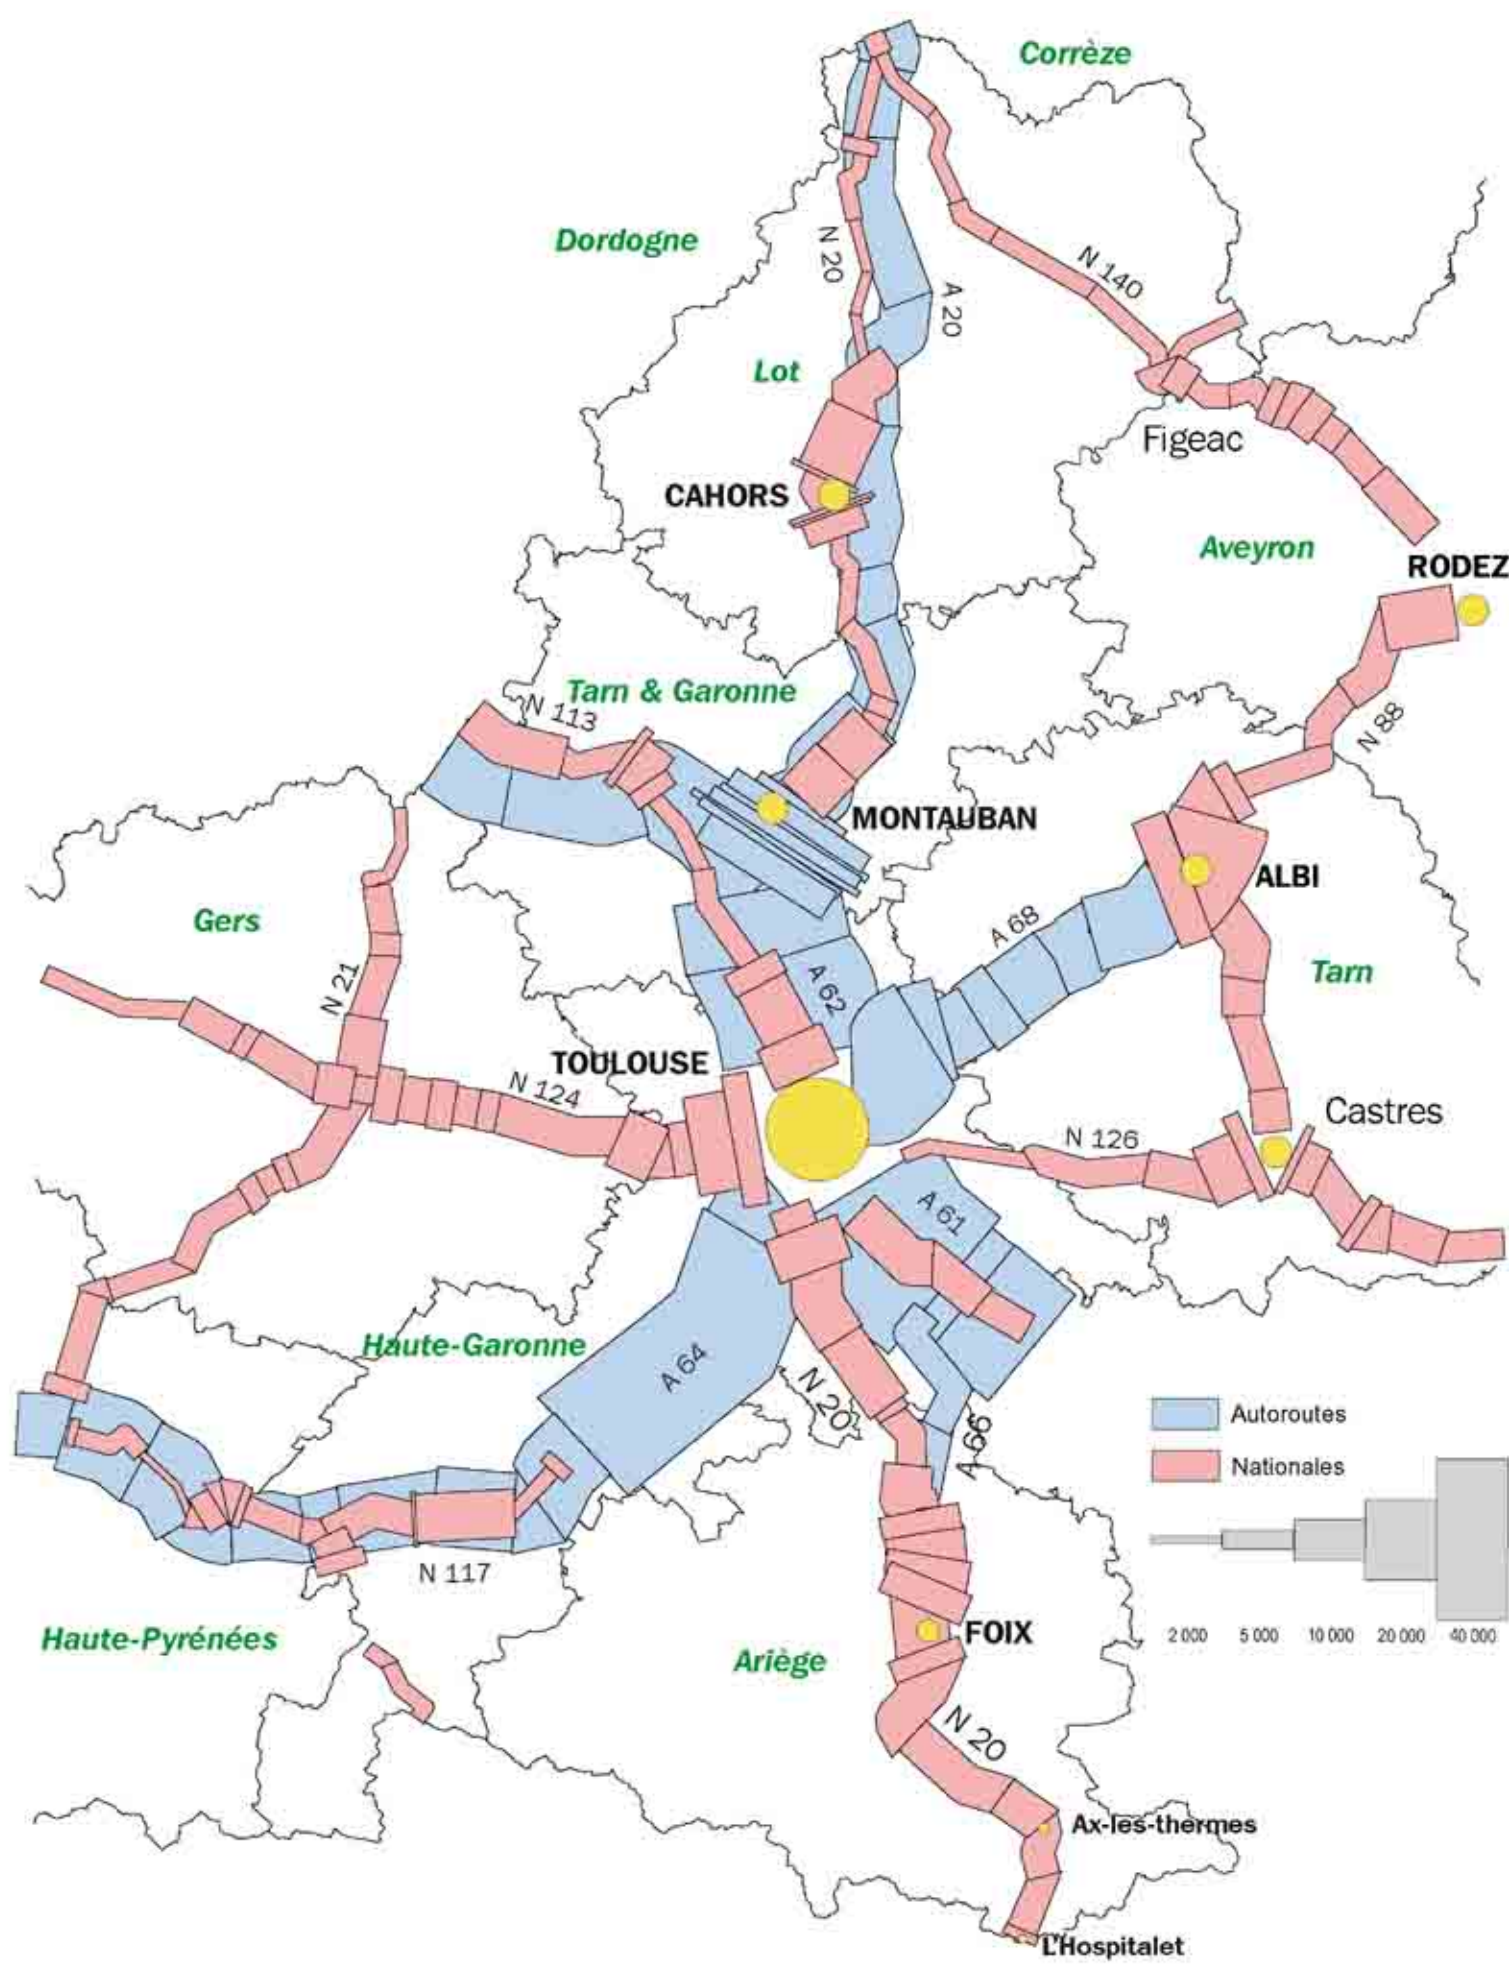 Corrèze
Dordogne
N 20
A 20
N 140
Lot
Figeac
CAHORS
Aveyron
RODEZ
Tarn & Garonne
N 113
N 88
MONTAUBAN
ALBI
Gers
A 68
N 21
A 62
Tarn
TOULOUSE
N 124
Castres
N 126
A 61
Haute-Garonne
A 64
N 20
A 66
Autoroutes
Nationales
N 117
2 000
5 000
10 000
20 000
40 000
Haute-Pyrénées
FOIX
Ariège
N 20
Ax-les-thermes
L'Hospitalet